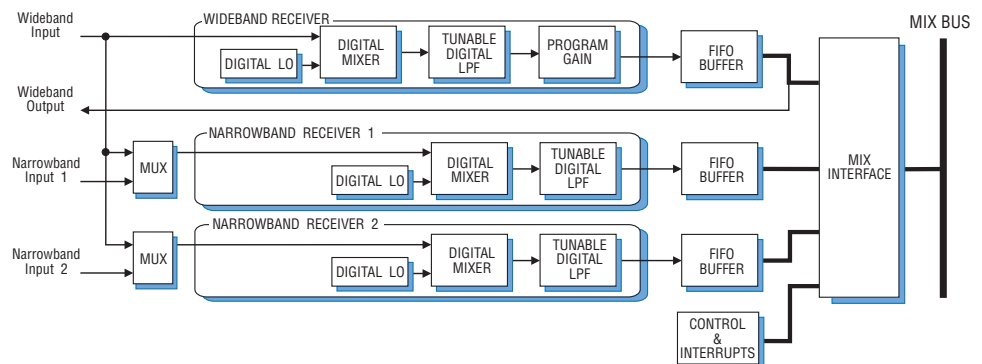 Wideband
Input
WIDEBAND RECEIVER
DIGITAL LO
DIGITAL
MIXER
TUNABLE
DIGITAL
LPF
PROGRAM
GAIN
FIFO
BUFFER
MIX BUS
Wideband
Output
NARROWBAND RECEIVER 1
Narrowband
Input 1
MUX
DIGITAL LO
DIGITAL
MIXER
TUNABLE
DIGITAL
LPF
FIFO
BUFFER
MIX
INTERFACE
NARROWBAND RECEIVER 2
Narrowband
Input 2
MUX
DIGITAL LO
DIGITAL
MIXER
TUNABLE
DIGITAL
LPF
FIFO
BUFFER
CONTROL
&
INTERRUPTS